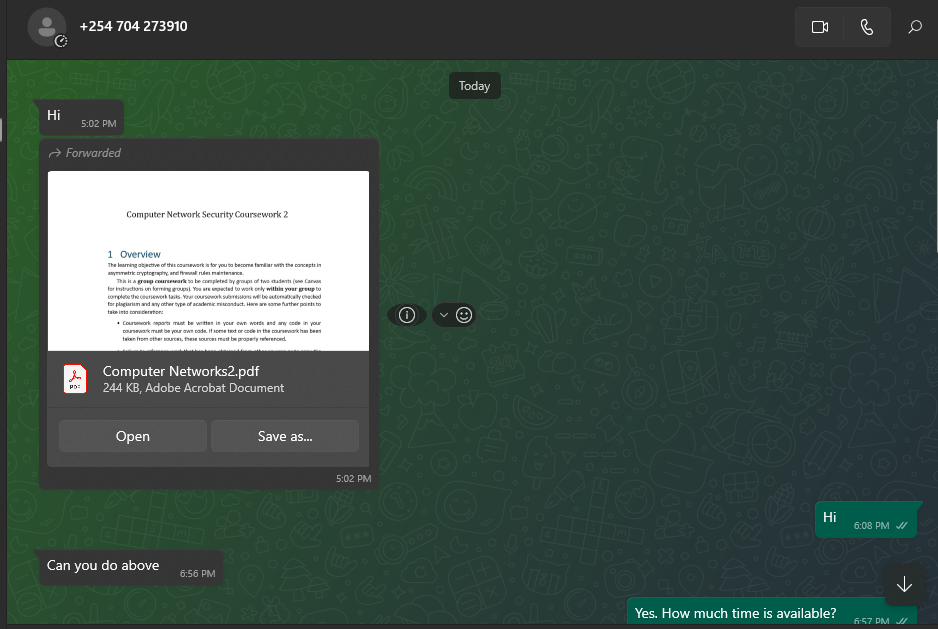 +254 704 273910
Today
Hi
5:02 PM
Forwarded
Computer Network Security Coursework 2
1 Overview
The learning objective of this coursework is for you to become familiar with the concepts in
asymmetric cryptography, and firewall rules maintenance.
This is a group coursework to be completed by groups of two students (see Canvas
for instructions on forming groups). You are expected to work only within your group to
complete the coursework tasks. Your coursework submissions will be automatically checked
for plagiarism and any other type of academic misconduct. Here are some further points to
take into consideration:
• Coursework reports must be written in your own words and any code in your
coursework must be your own code. If some text or code in the coursework has been
taken from other sources, these sources must be properly referenced.
PDF
Computer Networks2.pdf
244 KB, Adobe Acrobat Document
Open
Save as...
5:02 PM
Hi
6:08 PM
Can you do above
6:56 PM
Yes. How much time is available?
6:57 PM